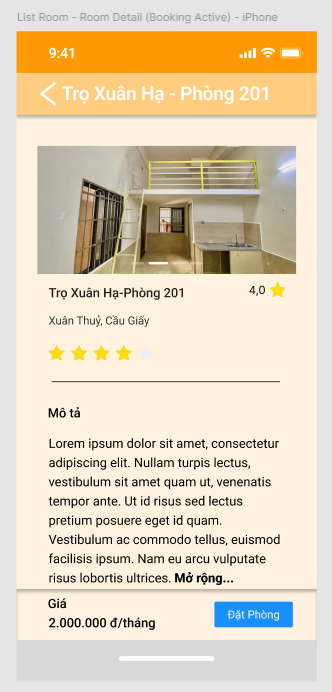 List Room - Room Detail (Booking Active) - iPhone
9:41
Trọ Xuân Hạ - Phòng 201
Trọ Xuân Hạ-Phòng 201
4,0
Xuân Thuỷ, Cầu Giấy
Mô tả
Lorem ipsum dolor sit amet, consectetur
adipiscing elit. Nullam turpis lectus,
vestibulum sit amet quam ut, venenatis
tempor ante. Ut id risus sed lectus
pretium posuere eget id quam.
Vestibulum ac commodo tellus, euismod
facilisis ipsum. Nam eu arcu vulputate
risus lobortis ultrices. Mở rộng...
Giá
2.000.000 đ/tháng
Đặt Phòng